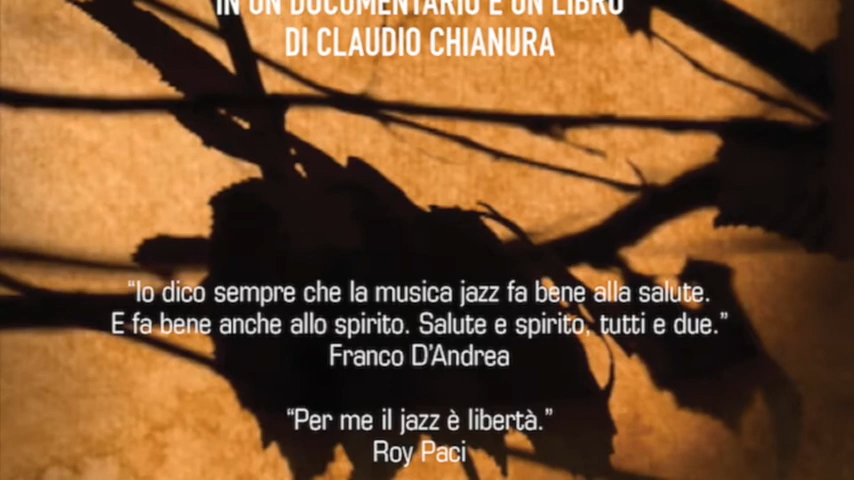 IN UN DOCUMENTARIO E UN LIBRO
DI CLAUDIO CHIANURA
“Io dico sempre che la musica jazz fa bene alla salute.
E fa bene anche allo spirito. Salute e spirito, tutti e due.”
Franco D’Andrea
“Per me il jazz è libertà.”
Roy Paci